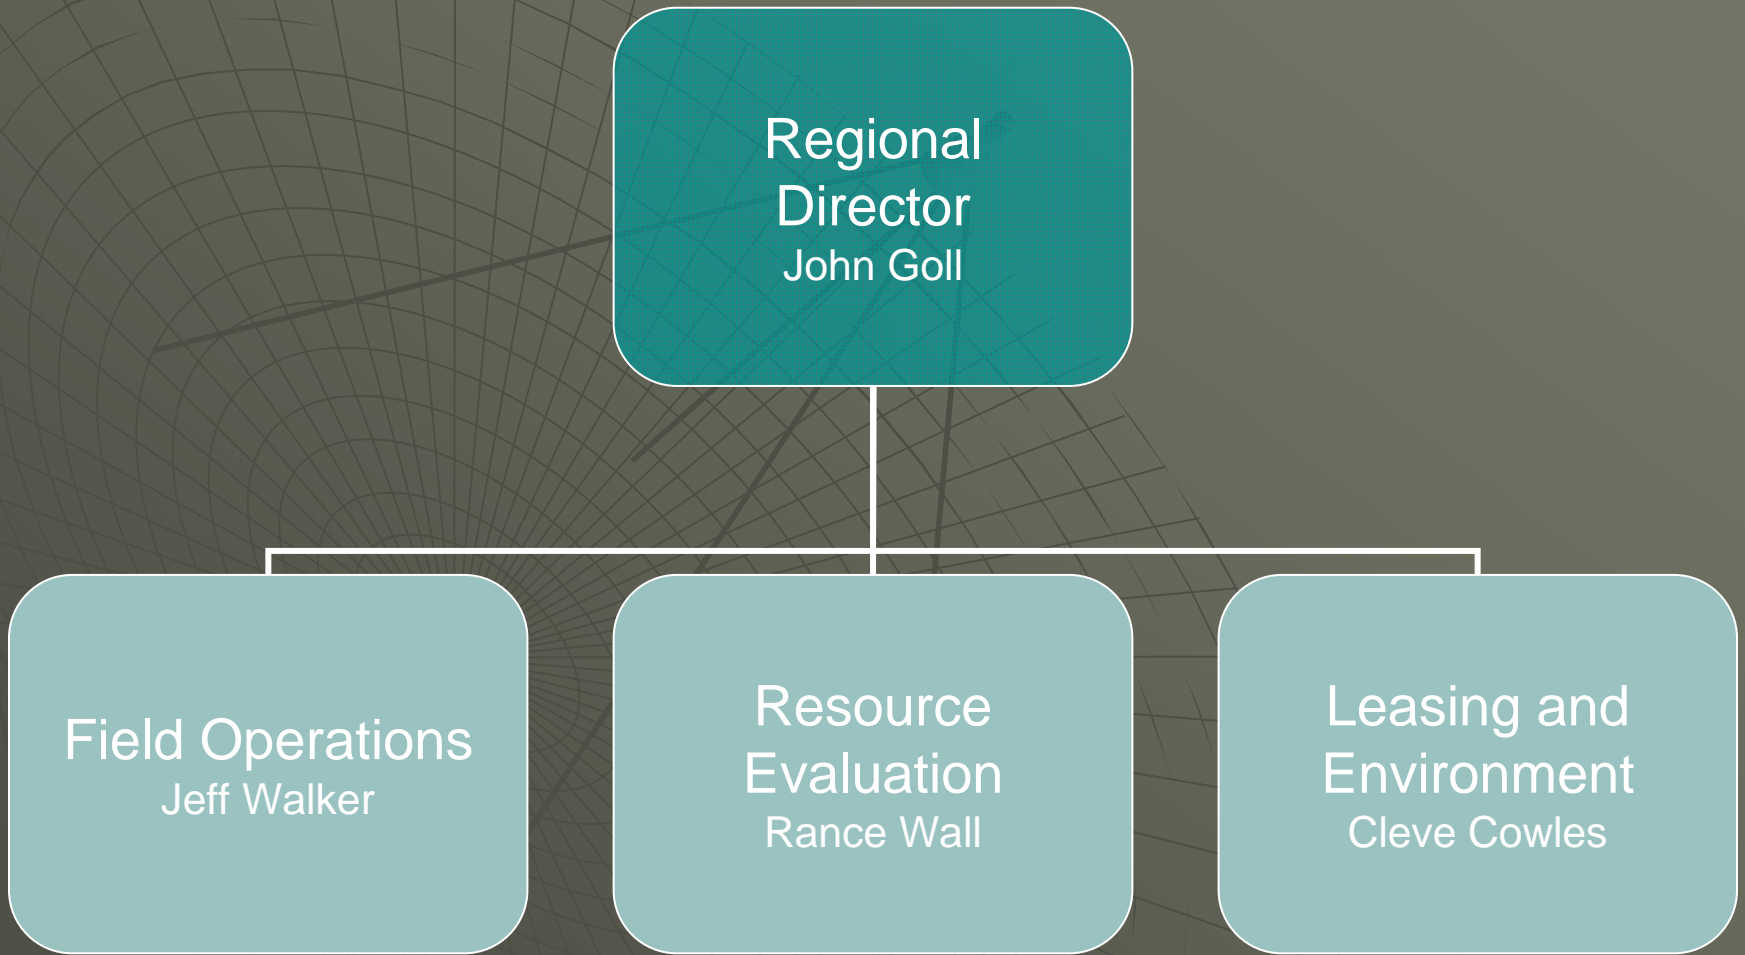 Regional
Director
John Goll
Field Operations
Jeff Walker
Resource
Evaluation
Rance Wall
Leasing and
Environment
Cleve Cowles